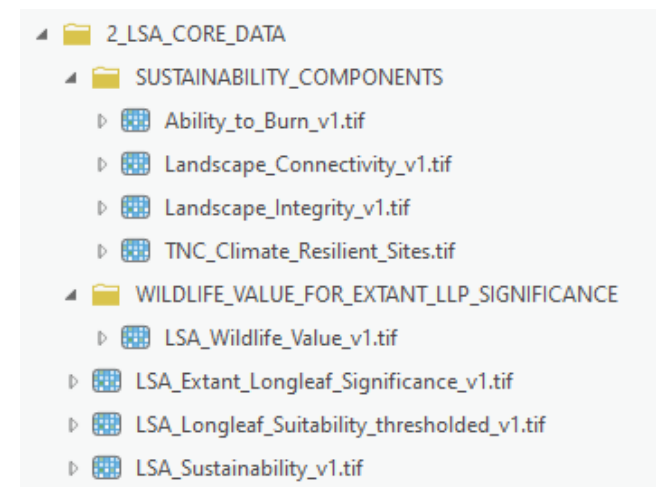 2_LSA_CORE_DATA
SUSTAINABILITY_COMPONENTS
Ability_to_Burn_v1.tif
Landscape_Connectivity_v1.tif
Landscape_Integrity_v1.tif
TNC_Climate_Resilient_Sites.tif
WILDLIFE_VALUE_FOR_EXTANT_LLP_SIGNIFICANCE
LSA_Wildlife_Value_v1.tif
LSA_Extant_Longleaf_Significance_v1.tif
LSA_Longleaf_Suitability_thresholded_v1.tif
LSA_Sustainability_v1.tif